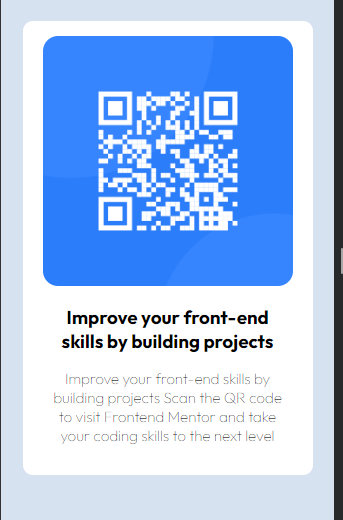 Improve your front-end
skills by building projects
Improve your front-end skills by
building projects Scan the QR code
to visit Frontend Mentor and take
your coding skills to the next level